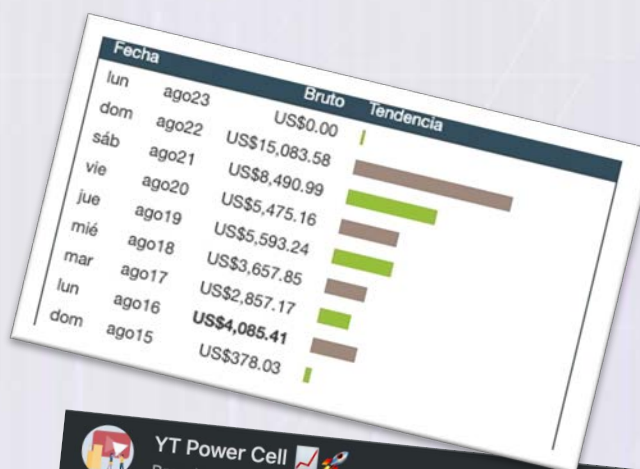 Fecha Bruto Tendencia
lun ago23 US$0.00
dom ago22 US$15,083.58
sáb ago21 US$8,490.99
vie ago20 US$5,475.16
jue ago19 US$5,593.24
mié ago18 US$3,657.85
mar ago17 US$2,857.17
lun ago16 US$4,085.41
dom ago15 US$378.03
YT Power Cell 📈🚀